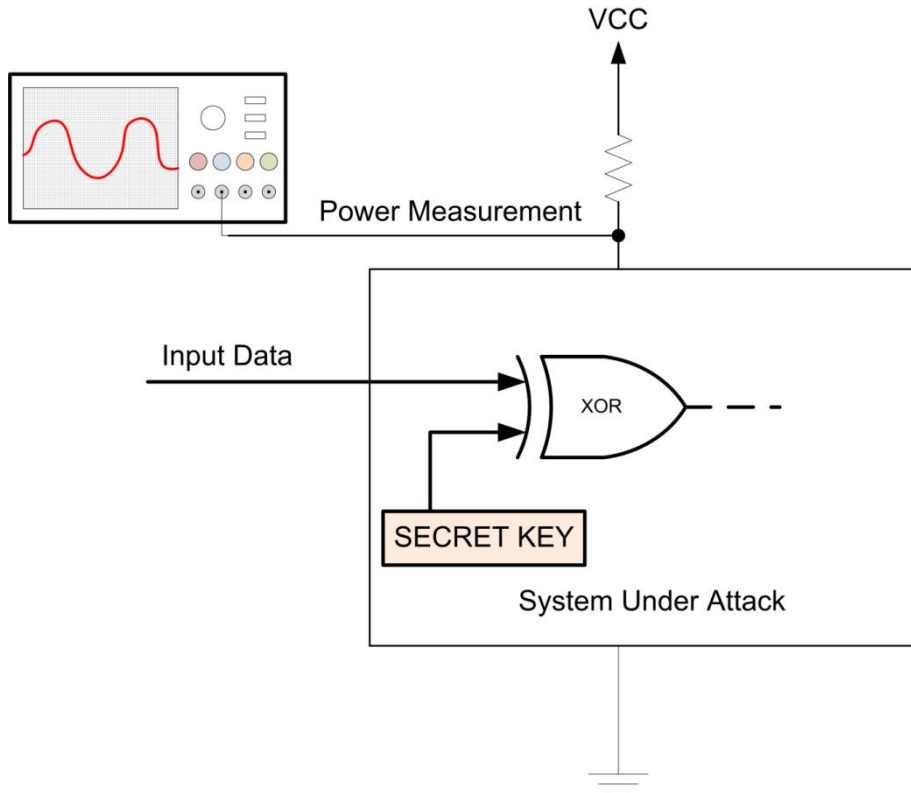 VCC
Power Measurement
Input Data
XOR
SECRET KEY
System Under Attack